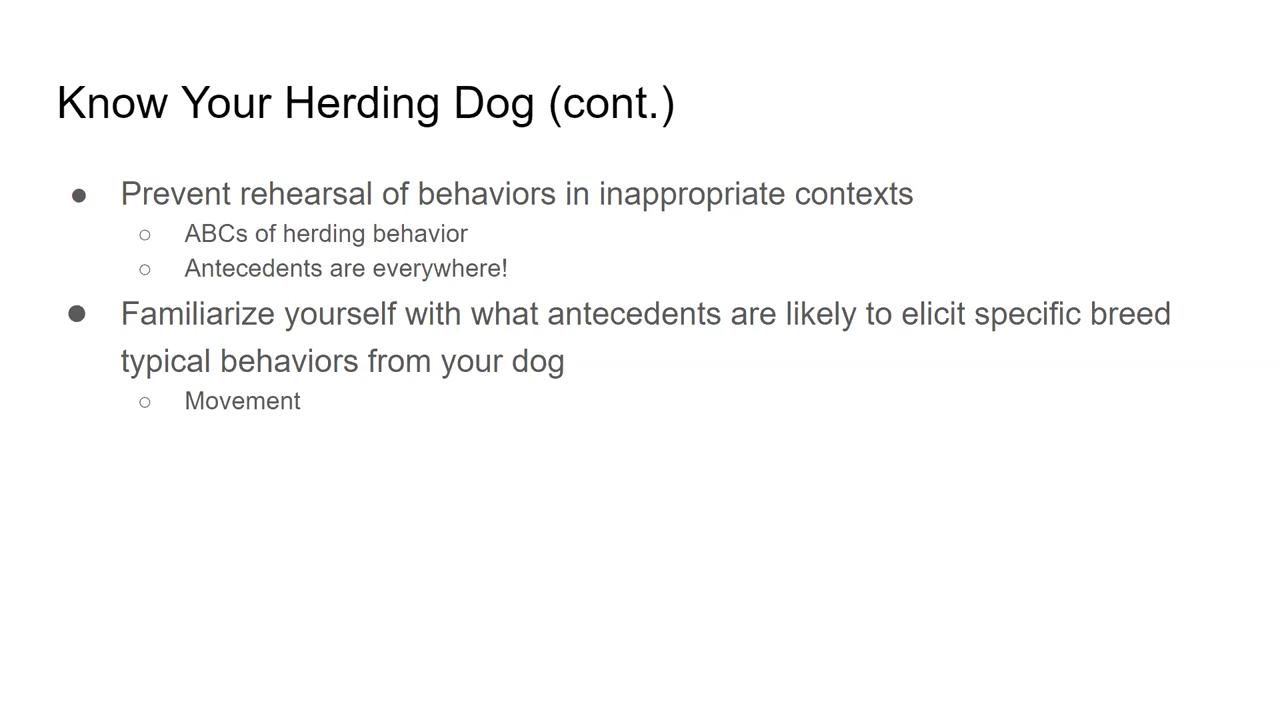 Know Your Herding Dog (cont.)
● Prevent rehearsal of behaviors in inappropriate contexts
○ ABCs of herding behavior
○ Antecedents are everywhere!
● Familiarize yourself with what antecedents are likely to elicit specific breed
typical behaviors from your dog
○ Movement